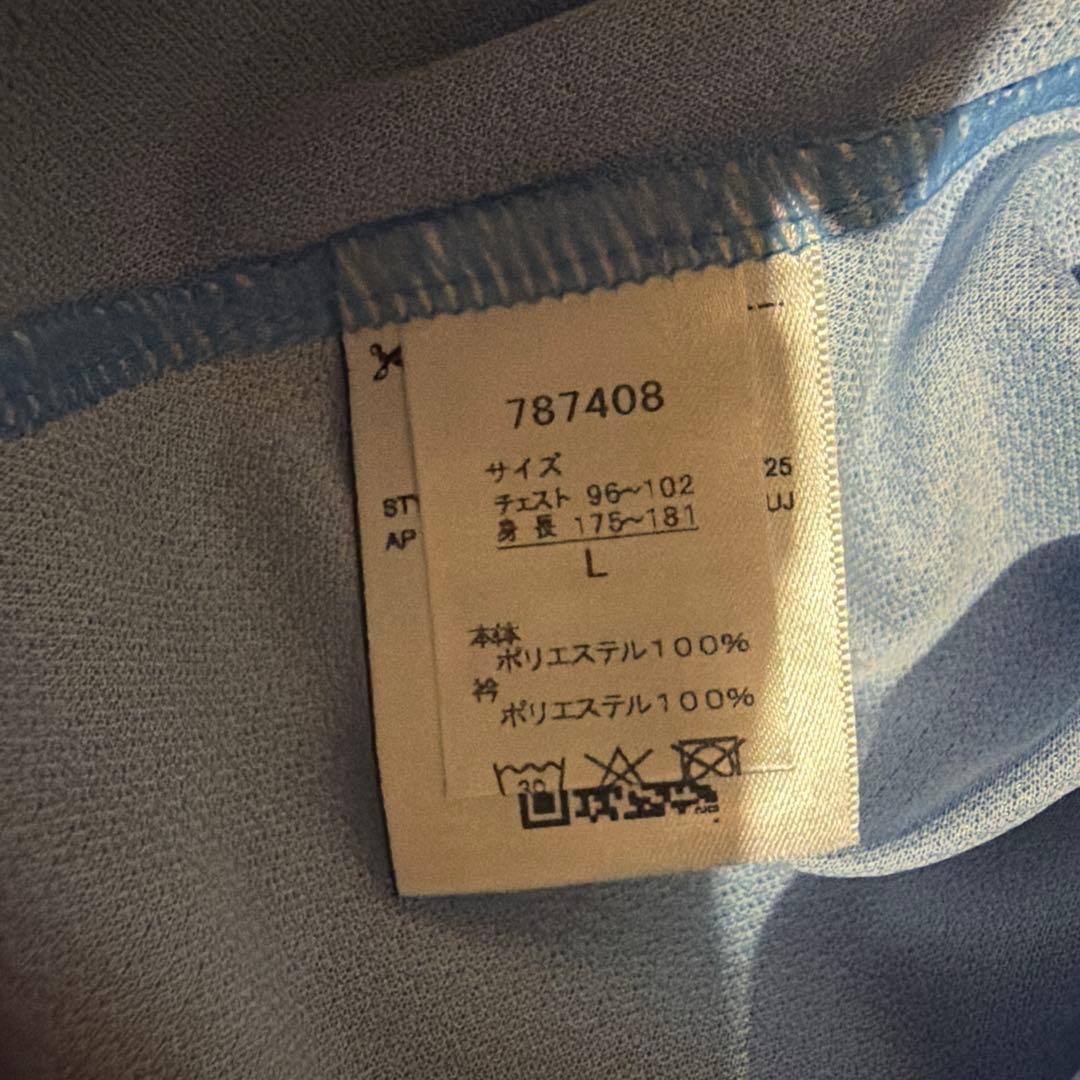 787408
サイズ
チェスト 96〜102
身長 175〜181
L
25
UJ
STY
AP
本体
ポリエステル100%
衿
ポリエステル100%
30